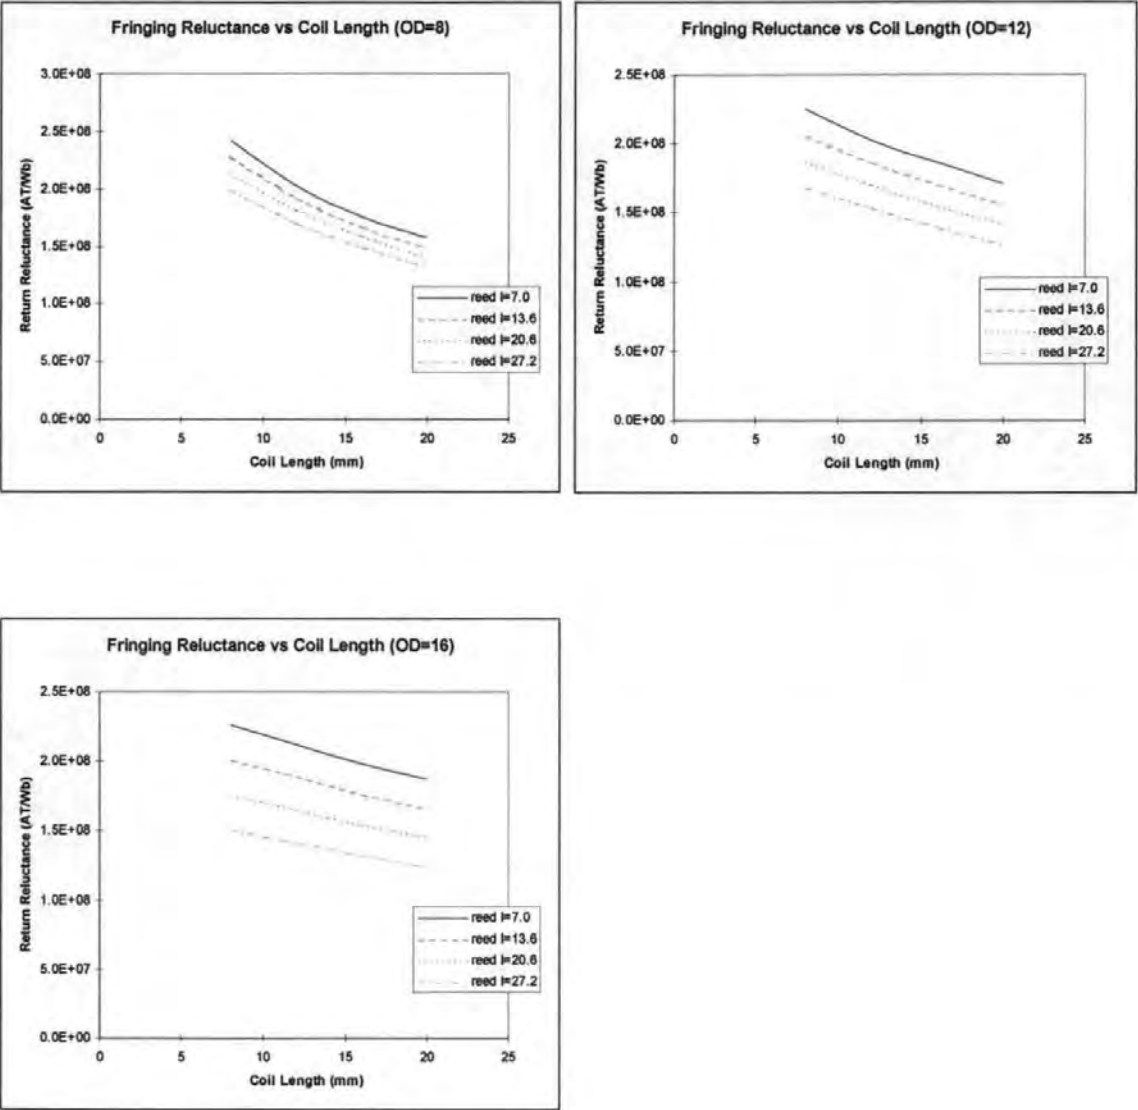 Fringing Reluctance vs Coil Length (OD=8)
3.0E+08
2.5E+08
2.0E+08
1.5E+08
1.0E+08
5.0E+07
0.0E+00
Return Reluctance (AT/Wb)
0 5 10 15 20 25
Coil Length (mm)
reed l=7.0
reed l=13.6
reed l=20.6
reed l=27.2
Fringing Reluctance vs Coil Length (OD=12)
2.5E+08
2.0E+08
1.5E+08
1.0E+08
5.0E+07
0.0E+00
Return Reluctance (AT/Wb)
0 5 10 15 20 25
Coil Length (mm)
reed l=7.0
reed l=13.6
reed l=20.6
reed l=27.2
Fringing Reluctance vs Coil Length (OD=16)
2.5E+08
2.0E+08
1.5E+08
1.0E+08
5.0E+07
0.0E+00
Return Reluctance (AT/Wb)
0 5 10 15 20 25
Coil Length (mm)
reed l=7.0
reed l=13.6
reed l=20.6
reed l=27.2